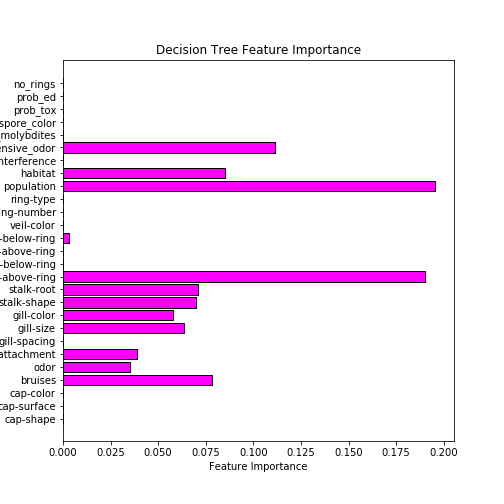 Decision Tree Feature Importance
no_rings
prob_ed
prob_tox
spore_color
molybdites
ensive_odor
nterference
habitat
population
ring-type
ng-number
veil-color
-below-ring
-above-ring
-below-ring
-above-ring
stalk-root
stalk-shape
gill-color
gill-size
gill-spacing
attachment
odor
bruises
cap-color
cap-surface
cap-shape
0.000 0.025 0.050 0.075 0.100 0.125 0.150 0.175 0.200
Feature Importance